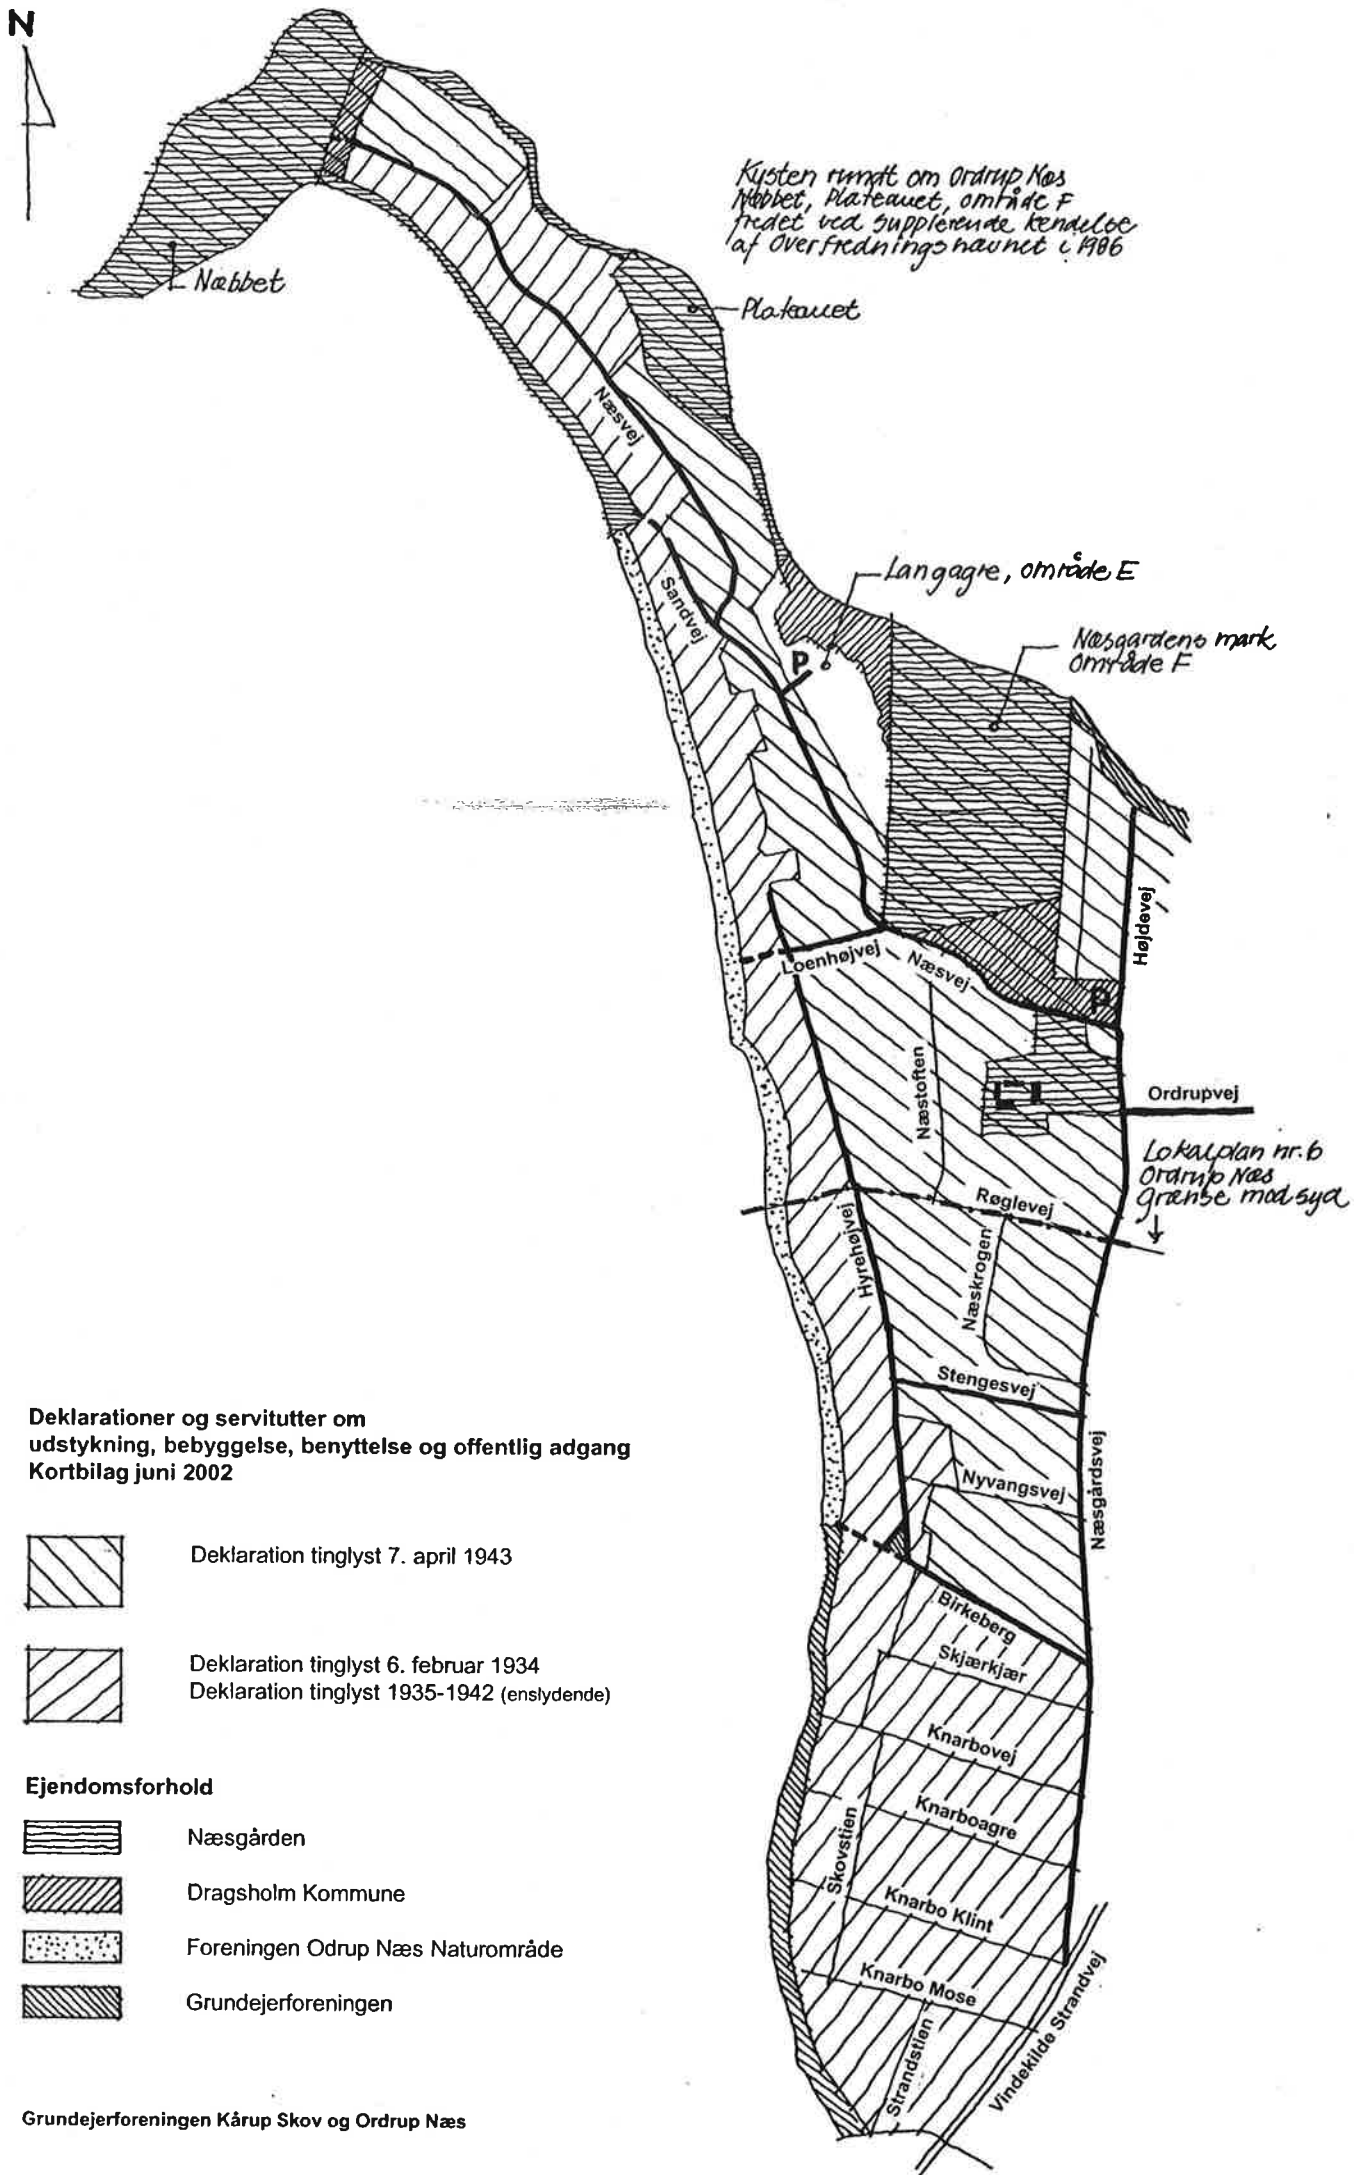 N
Kysten rundt om Ordrup Næs
Næbbet, Plateauet, område F
fredet ved supplerende kendelse
af Overfredningsnævnet i 1986
Næbbet
Plateauet
Næsvej
Langagre, område E
Næsgardens mark
område F
Sandvej
P
Højdevej
Loenhøjvej
Næsvej
P
Næstoften
Ordrupvej
Lokalplan nr. 6
Ordrup Næs
Grænse mod syd
Røglevej
Hyrehøjvej
Næskrogen
Stengesvej
Nyvangsvej
Næsgårdsvej
Birkeberg
Skjærkjær
Knarbovej
Knarboagre
Skovstien
Knarbo Klint
Knarbo Mose
Strandstien
Vindekilde Strandvej
Deklarationer og servitutter om
udstykning, bebyggelse, benyttelse og offentlig adgang
Kortbilag juni 2002
Deklaration tinglyst 7. april 1943
Deklaration tinglyst 6. februar 1934
Deklaration tinglyst 1935-1942 (enslydende)
Ejendomsforhold
Næsgården
Dragsholm Kommune
Foreningen Odrup Næs Naturområde
Grundejerforeningen
Grundejerforeningen Kårup Skov og Ordrup Næs